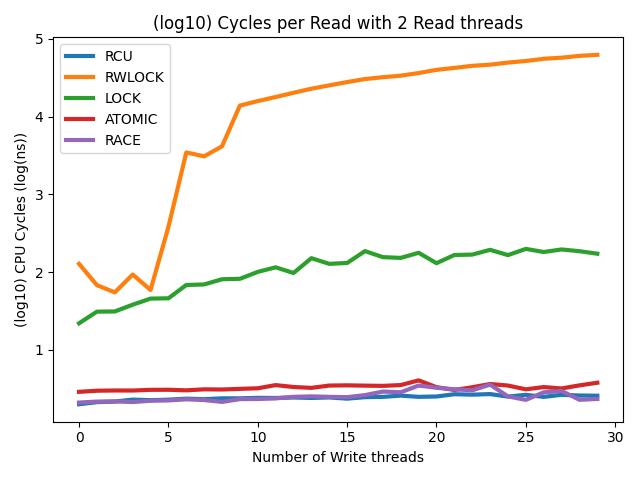 (log10) Cycles per Read with 2 Read threads
5
4
3
2
1
(log10) CPU Cycles (log(ns))
RCU
RWLOCK
LOCK
ATOMIC
RACE
0 5 10 15 20 25 30
Number of Write threads